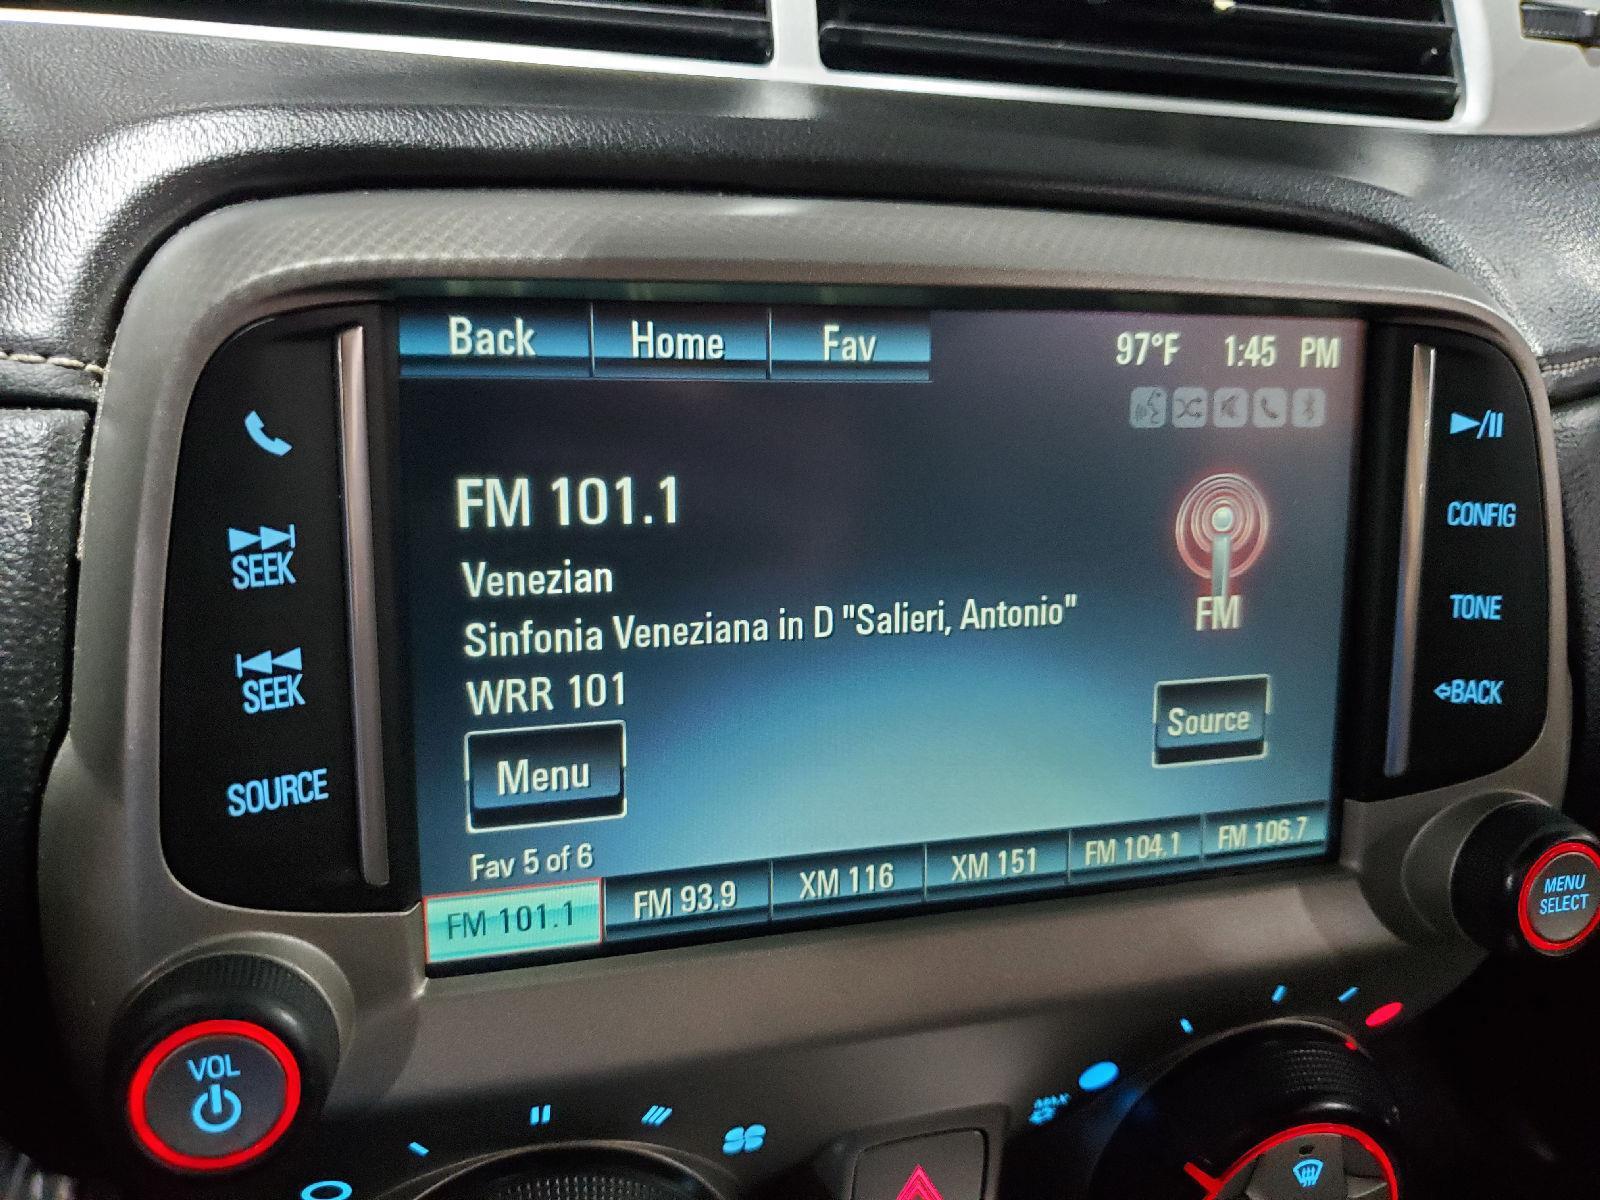 Back Home Fav 97°F 1:45 PM
FM 101.1
Venezian
Sinfonia Veneziana in D "Salieri, Antonio"
WRR 101
FM
Menu
Source
Fav 5 of 6
FM 101.1 FM 93.9 XM 116 XM 151 FM 104.1 FM 106.7
SEEK
SEEK
SOURCE
CONFIG
TONE
BACK
VOL
MENU
SELECT
MAX